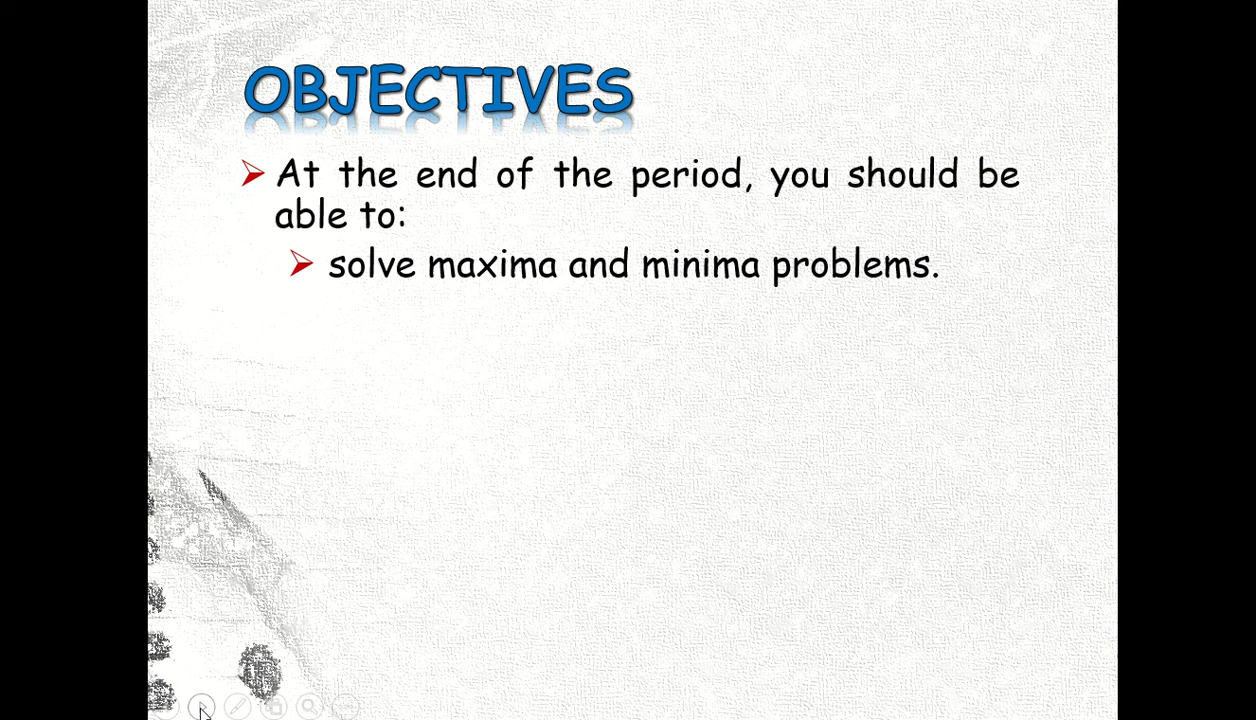 OBJECTIVES
At the end of the period, you should be
able to:
solve maxima and minima problems.